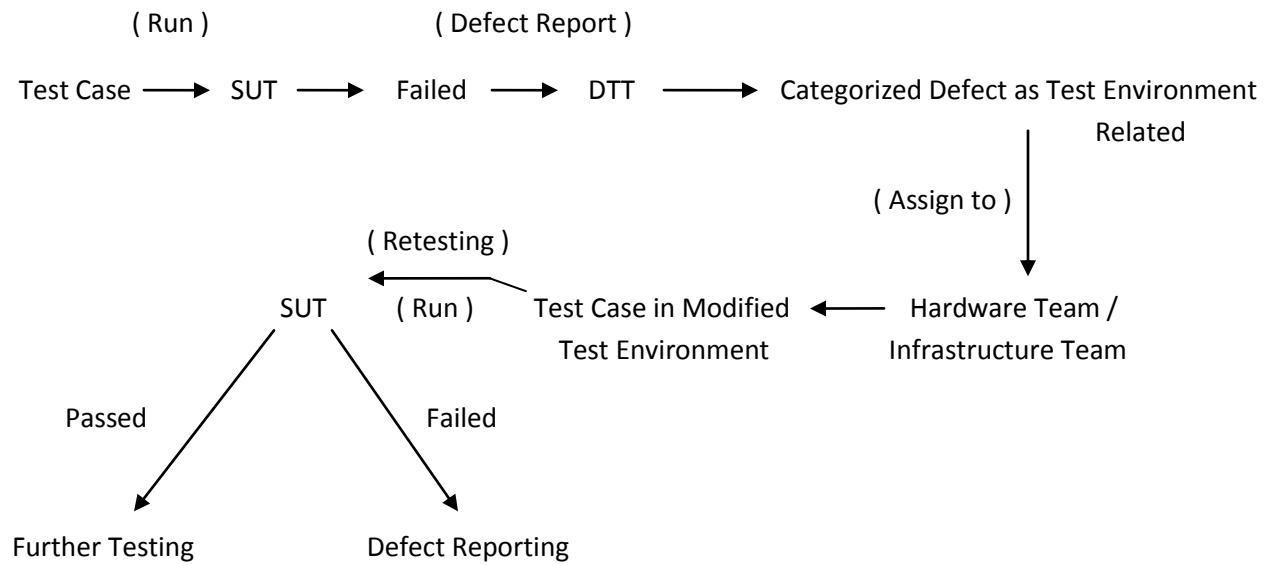 ( Run ) ( Defect Report )
Test Case SUT Failed DTT Categorized Defect as Test Environment
Related
( Assign to )
( Retesting )
SUT ( Run ) Test Case in Modified Hardware Team /
Test Environment Infrastructure Team
Passed Failed
Further Testing Defect Reporting